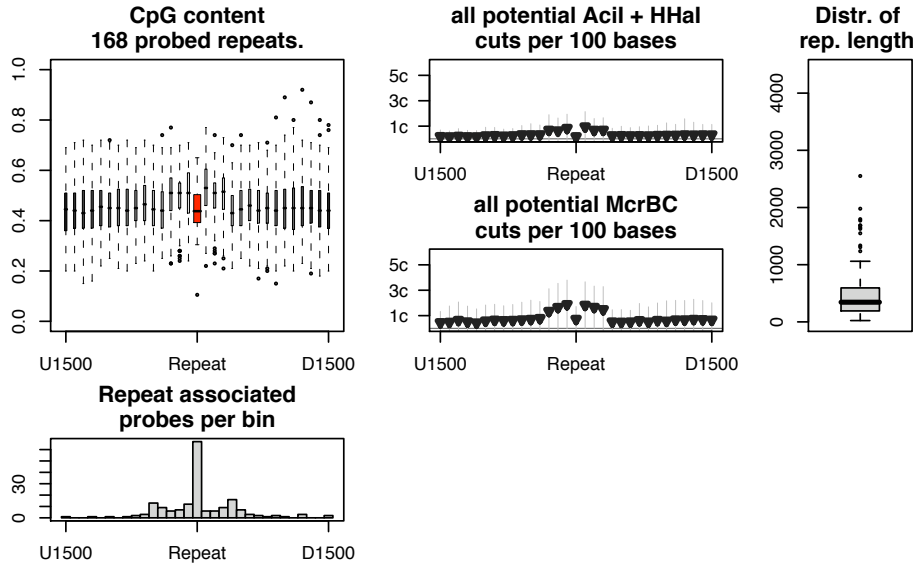 CpG content
168 probed repeats.
1.0
0.8
0.6
0.4
0.2
0.0
U1500 Repeat D1500
all potential AciI + HHaI
cuts per 100 bases
5c
3c
1c
U1500 Repeat D1500
all potential McrBC
cuts per 100 bases
5c
3c
1c
U1500 Repeat D1500
Distr. of
rep. length
4000
3000
2000
1000
0
Repeat associated
probes per bin
30
0
U1500 Repeat D1500